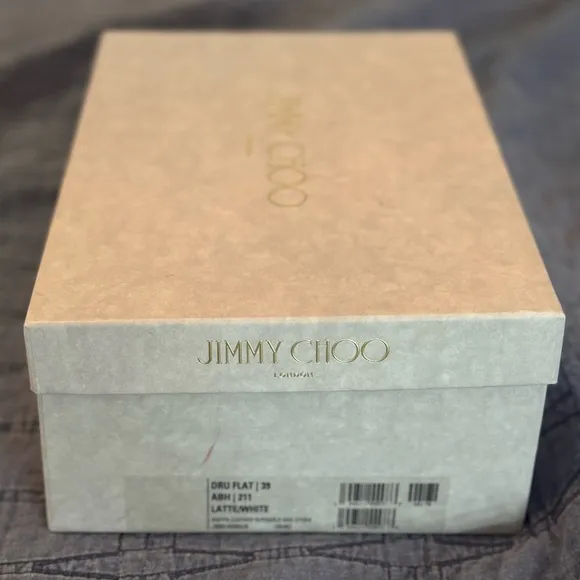 JIMMY CHOO
JIMMY CHOO
LONDON
DRU FLAT | 39
ABH | 211
LATTE/WHITE